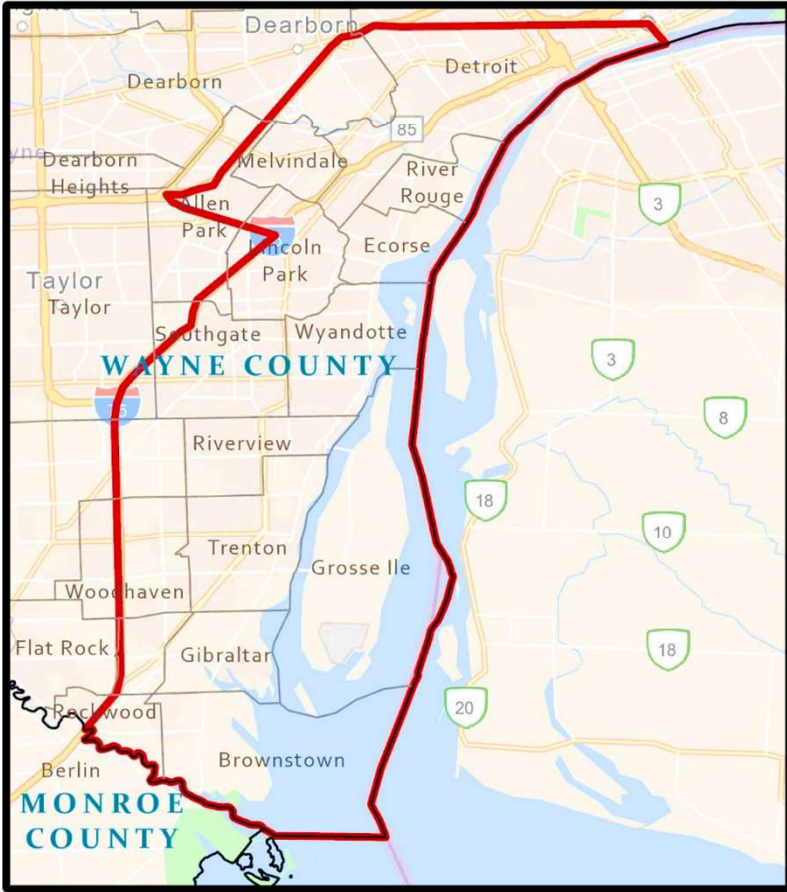 Dearborn
Heights
Detroit
Dearborn
85
Melvindale
Dearborn
Heights
River
Rouge
Allen
Park
3
Lincoln
Park
Ecorse
Taylor
Taylor
Southgate
Wyandotte
WAYNE COUNTY
3
75
8
Riverview
18
10
Trenton
Grosse Ile
Woodhaven
Flat Rock
Gibraltar
18
Rockwood
20
Brownstown
Berlin
MONROE
COUNTY